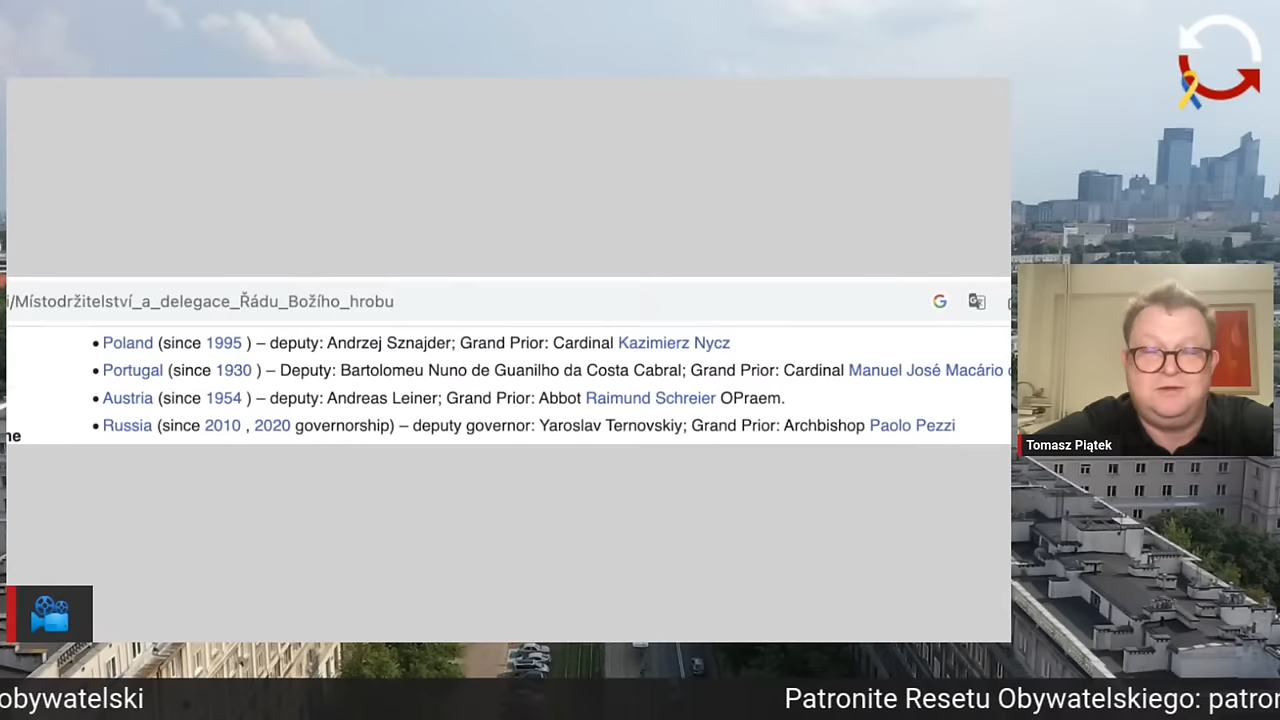 i/Místodržitelství_a_delegace_Řádu_Božího_hrobu
• Poland (since 1995 ) – deputy: Andrzej Sznajder; Grand Prior: Cardinal Kazimierz Nycz
• Portugal (since 1930 ) – Deputy: Bartolomeu Nuno de Guanilho da Costa Cabral; Grand Prior: Cardinal Manuel José Macário
• Austria (since 1954 ) – deputy: Andreas Leiner; Grand Prior: Abbot Raimund Schreier OPraem.
• Russia (since 2010 , 2020 governorship) – deputy governor: Yaroslav Ternovskiy; Grand Prior: Archbishop Paolo Pezzi
ne
Tomasz Piątek
obywatelski
Patronite Resetu Obywatelskiego: patron